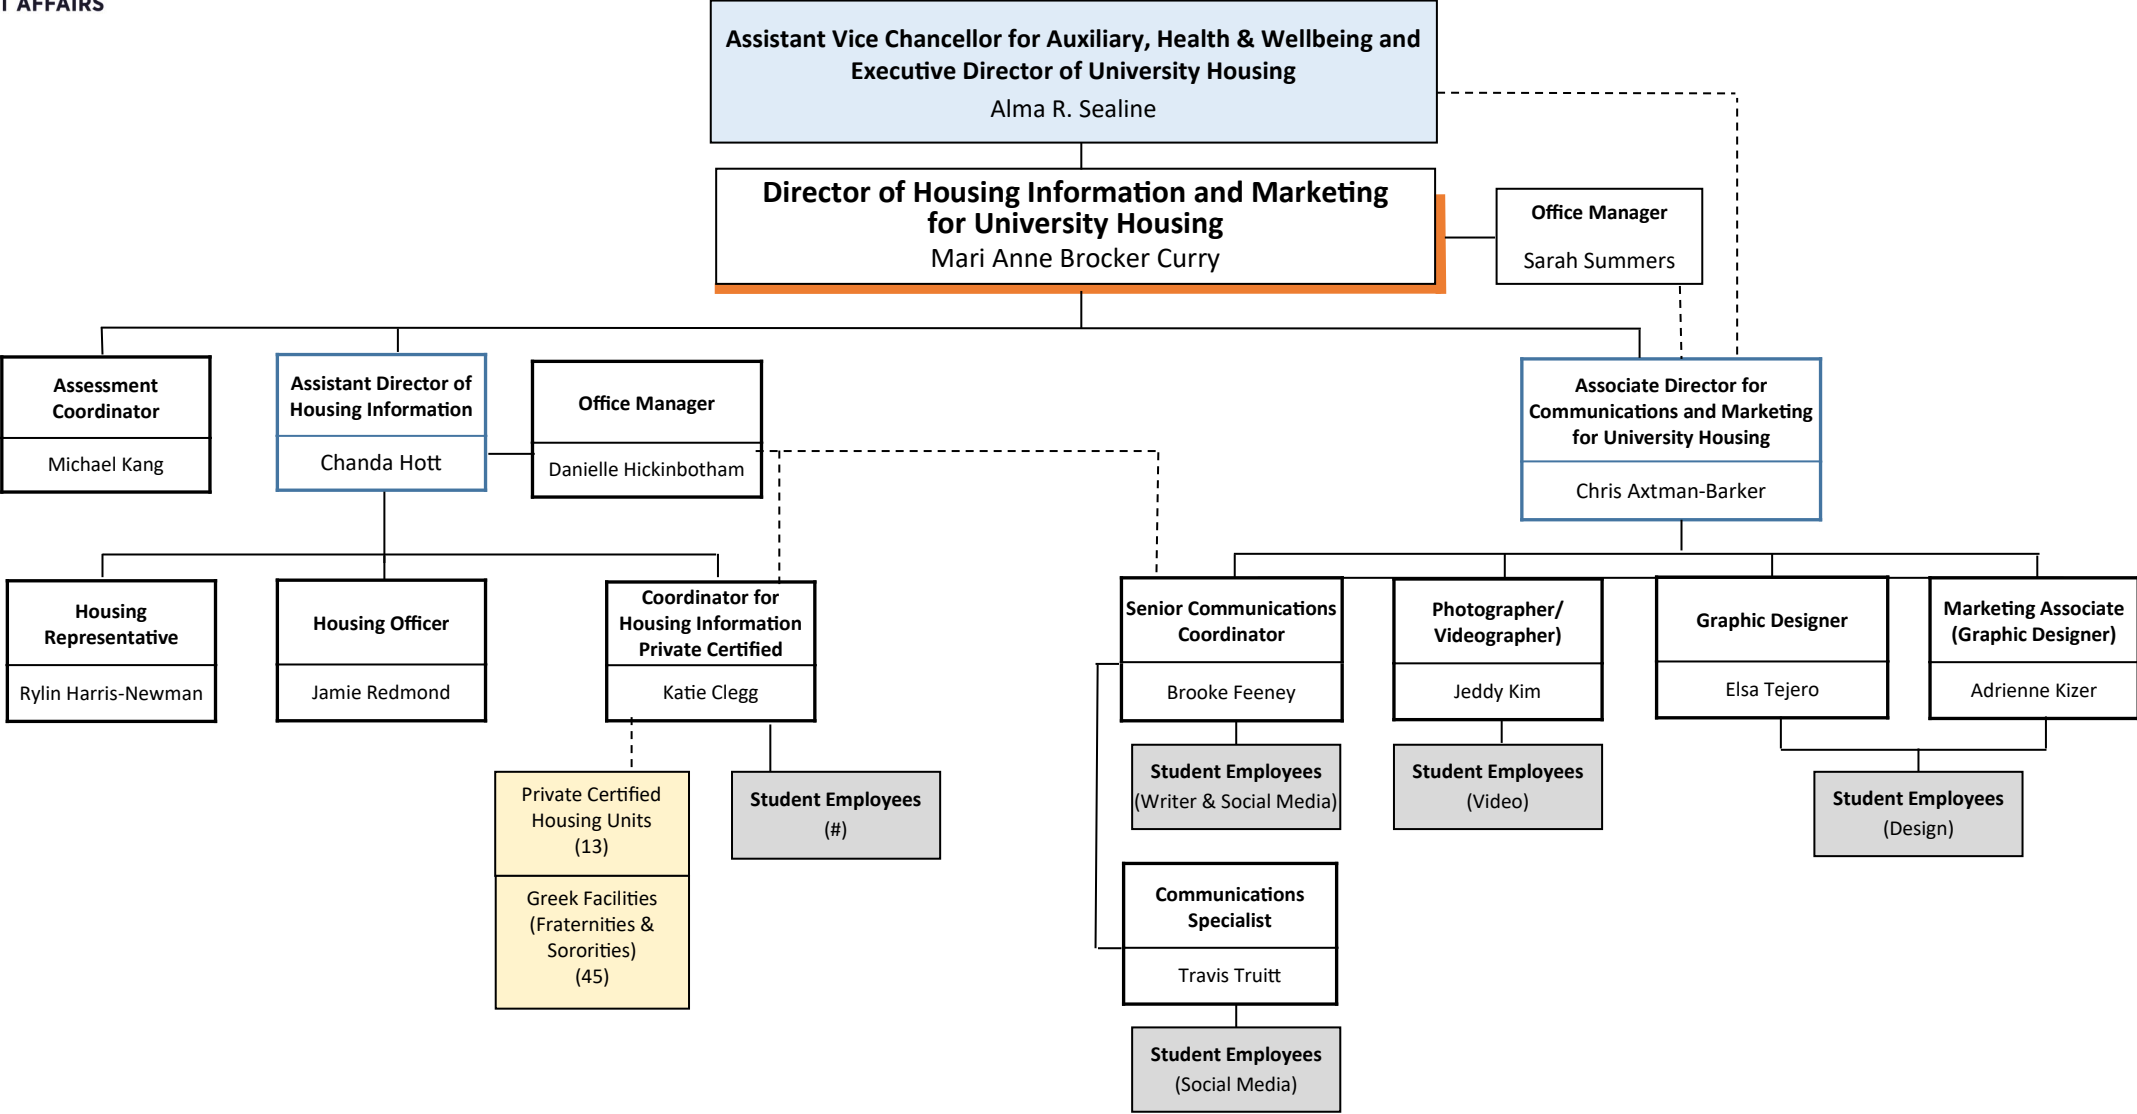 T AFFAIRS
Assistant Vice Chancellor for Auxiliary, Health & Wellbeing and
Executive Director of University Housing
Alma R. Sealine
Director of Housing Information and Marketing
for University Housing
Mari Anne Brocker Curry
Office Manager
Sarah Summers
Assessment
Coordinator
Michael Kang
Assistant Director of
Housing Information
Chanda Hott
Office Manager
Danielle Hickinbotham
Associate Director for
Communications and Marketing
for University Housing
Chris Axtman-Barker
Housing
Representative
Rylin Harris-Newman
Housing Officer
Jamie Redmond
Coordinator for
Housing Information
Private Certified
Katie Clegg
Senior Communications
Coordinator
Brooke Feeney
Photographer/
Videographer)
Jeddy Kim
Graphic Designer
Elsa Tejero
Marketing Associate
(Graphic Designer)
Adrienne Kizer
Private Certified
Housing Units
(13)
Greek Facilities
(Fraternities &
Sororities)
(45)
Student Employees
(#)
Student Employees
(Writer & Social Media)
Student Employees
(Video)
Student Employees
(Design)
Communications
Specialist
Travis Truitt
Student Employees
(Social Media)